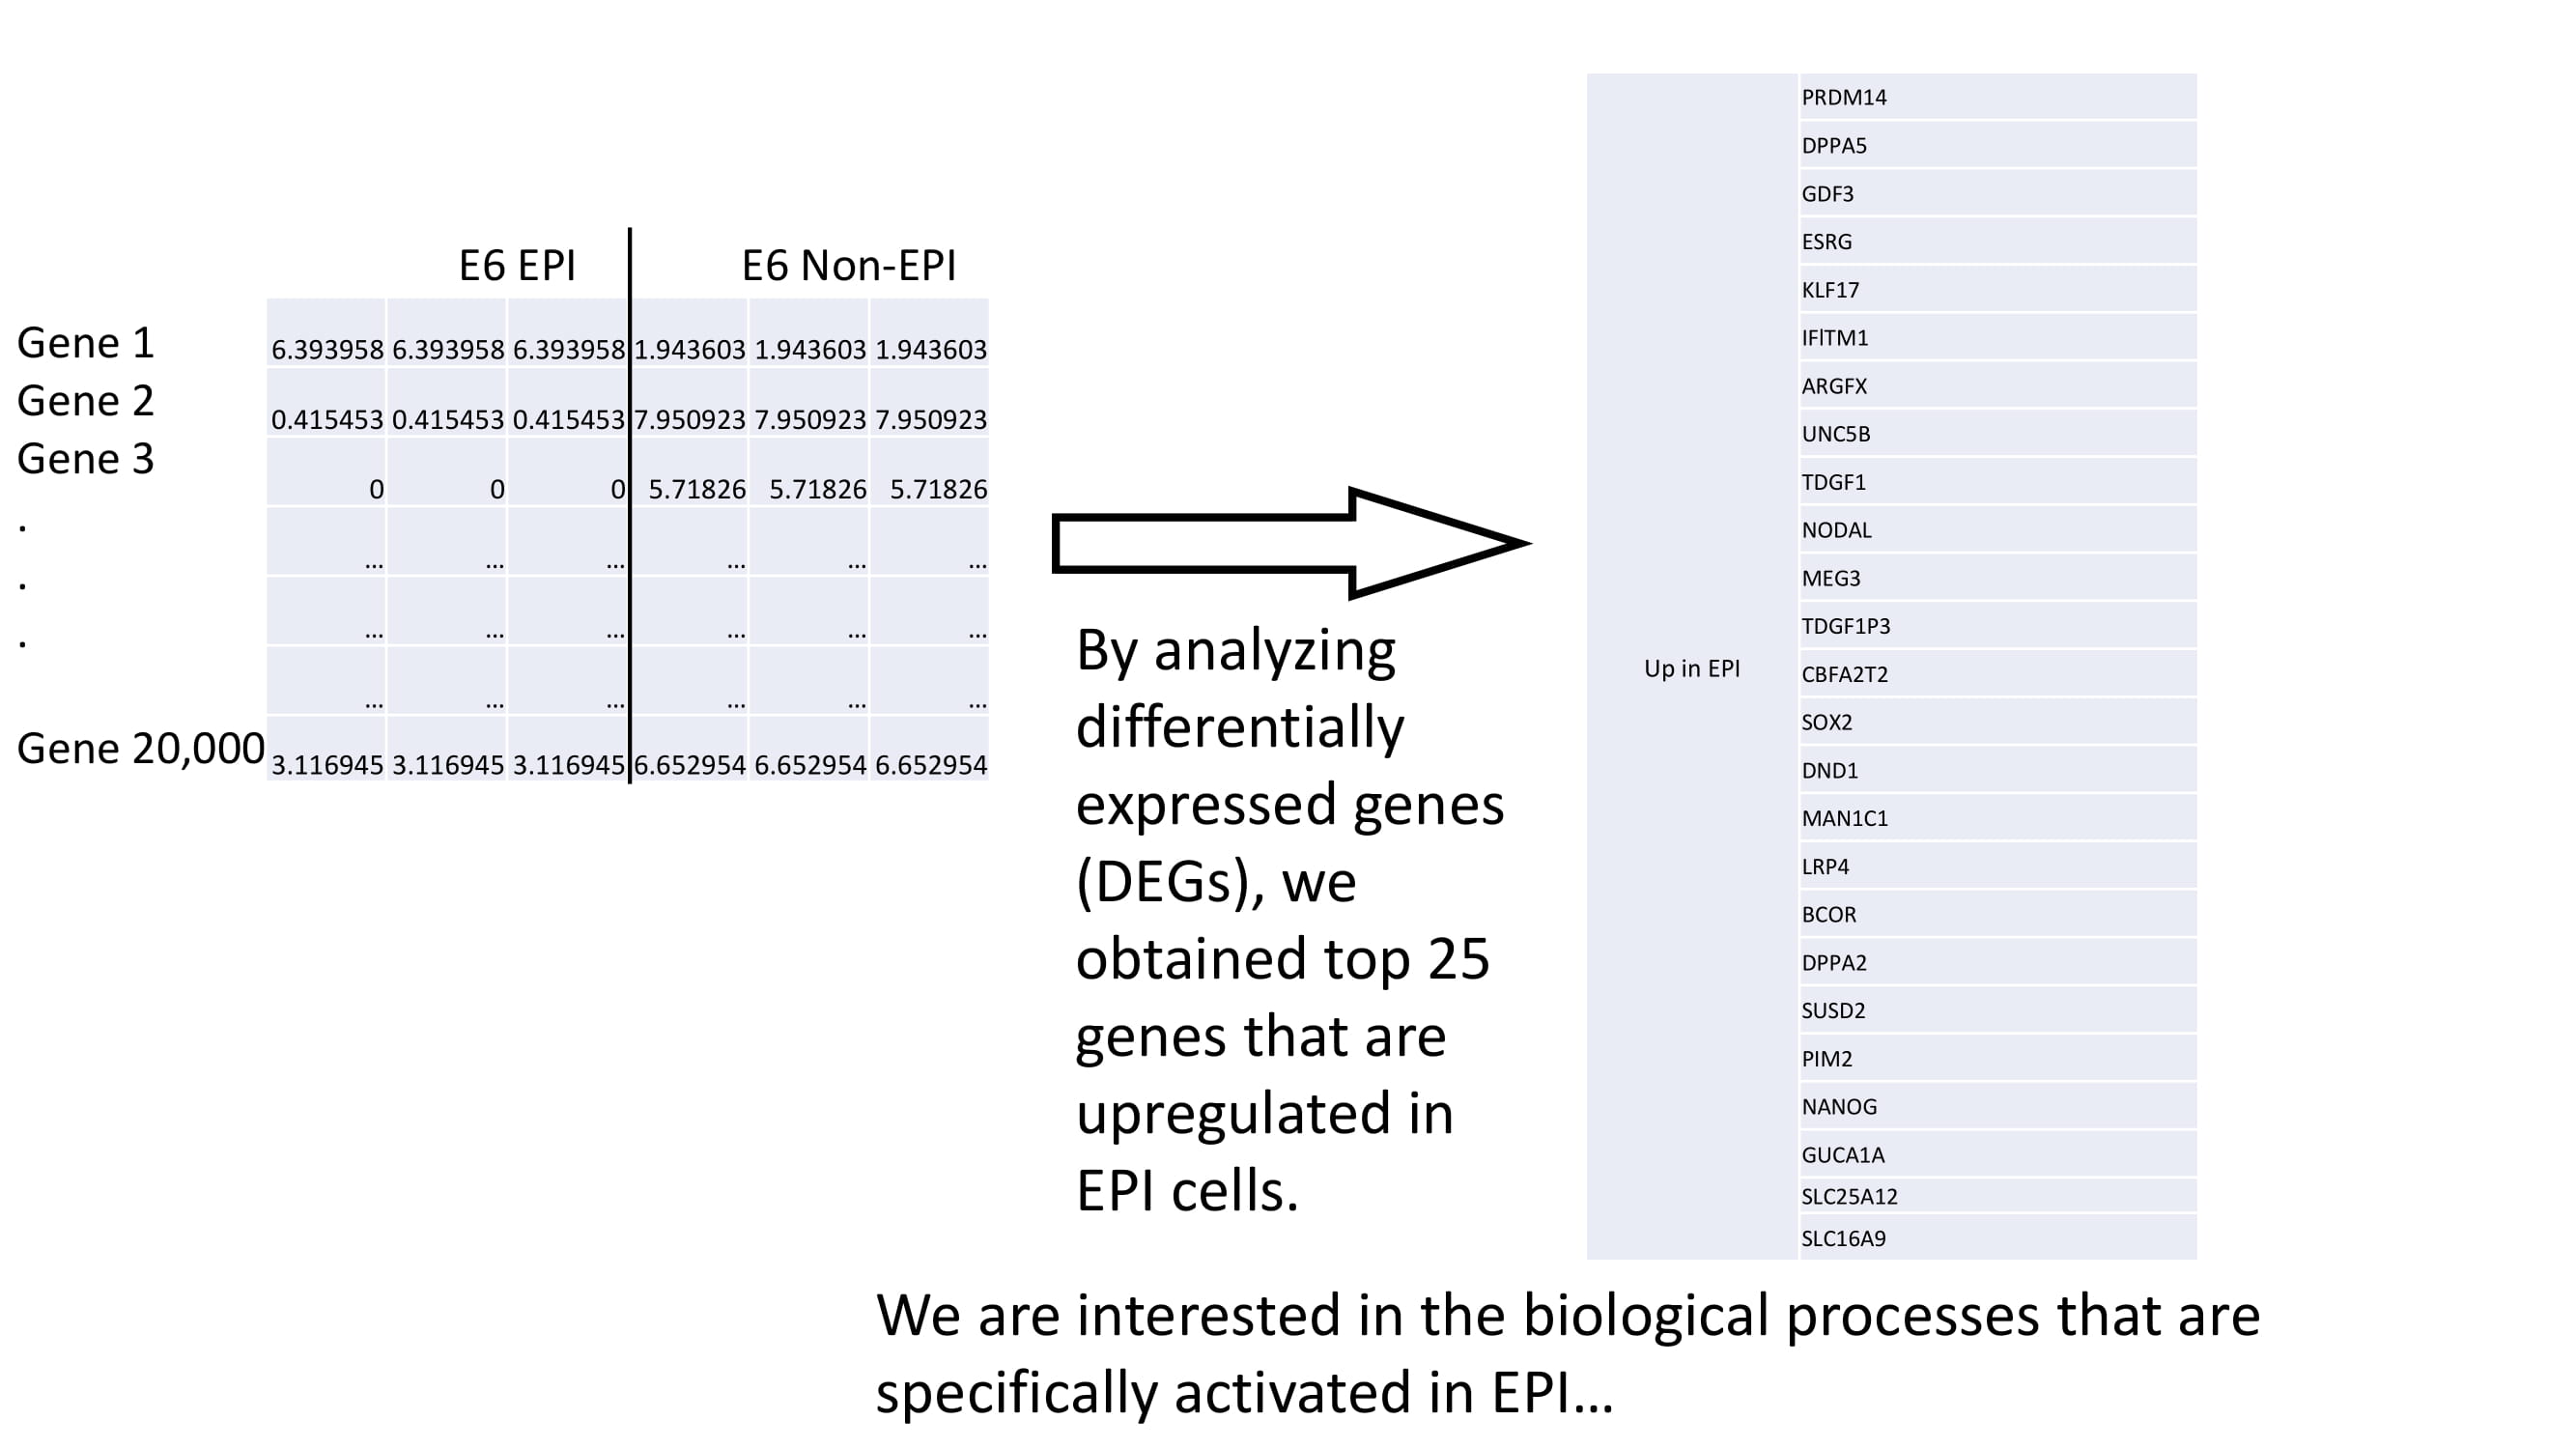 E6 EPI E6 Non-EPI
Gene 1 6.393958 6.393958 6.393958 1.943603 1.943603 1.943603
Gene 2 0.415453 0.415453 0.415453 7.950923 7.950923 7.950923
Gene 3 0 0 0 5.71826 5.71826 5.71826
. ... ... ... ... ... ...
. ... ... ... ... ... ...
. ... ... ... ... ... ...
Gene 20,000 3.116945 3.116945 3.116945 6.652954 6.652954 6.652954
By analyzing
differentially
expressed genes
(DEGs), we
obtained top 25
genes that are
upregulated in
EPI cells.
Up in EPI
PRDM14
DPPA5
GDF3
ESRG
KLF17
IFlTM1
ARGFX
UNC5B
TDGF1
NODAL
MEG3
TDGF1P3
CBFA2T2
SOX2
DND1
MAN1C1
LRP4
BCOR
DPPA2
SUSD2
PIM2
NANOG
GUCA1A
SLC25A12
SLC16A9
We are interested in the biological processes that are
specifically activated in EPI...